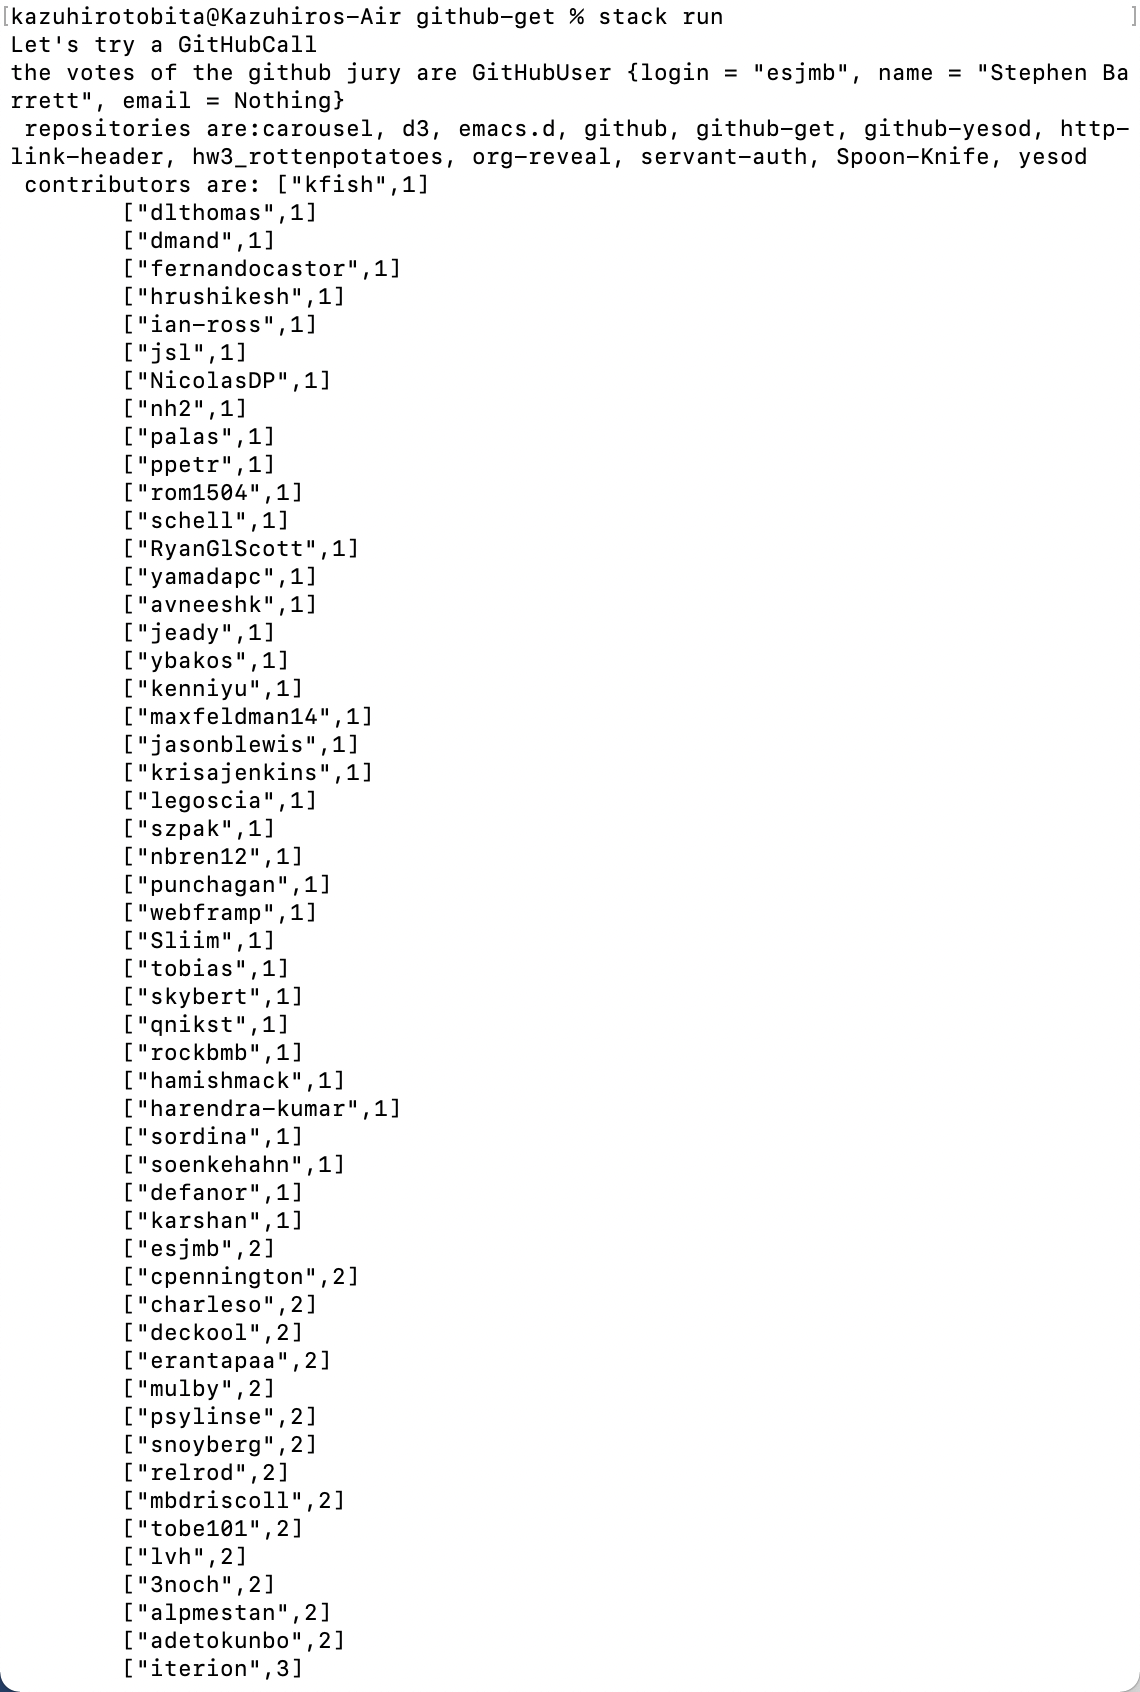 [kazuhirotobita@Kazuhiros-Air github-get % stack run ]
Let's try a GitHubCall
the votes of the github jury are GitHubUser {login = "esjmb", name = "Stephen Ba
rrett", email = Nothing}
 repositories are:carousel, d3, emacs.d, github, github-get, github-yesod, http-
link-header, hw3_rottenpotatoes, org-reveal, servant-auth, Spoon-Knife, yesod
 contributors are: ["kfish",1]
["dlthomas",1]
["dmand",1]
["fernandocastor",1]
["hrushikesh",1]
["ian-ross",1]
["jsl",1]
["NicolasDP",1]
["nh2",1]
["palas",1]
["ppetr",1]
["rom1504",1]
["schell",1]
["RyanGlScott",1]
["yamadapc",1]
["avneeshk",1]
["jeady",1]
["ybakos",1]
["kenniyu",1]
["maxfeldman14",1]
["jasonblewis",1]
["krisajenkins",1]
["legoscia",1]
["szpak",1]
["nbren12",1]
["punchagan",1]
["webframp",1]
["Sliim",1]
["tobias",1]
["skybert",1]
["qnikst",1]
["rockbmb",1]
["hamishmack",1]
["harendra-kumar",1]
["sordina",1]
["soenkehahn",1]
["defanor",1]
["karshan",1]
["esjmb",2]
["cpennington",2]
["charleso",2]
["deckool",2]
["erantapaa",2]
["mulby",2]
["psylinse",2]
["snoyberg",2]
["relrod",2]
["mbdriscoll",2]
["tobe101",2]
["lvh",2]
["3noch",2]
["alpmestan",2]
["adetokunbo",2]
["iterion",3]